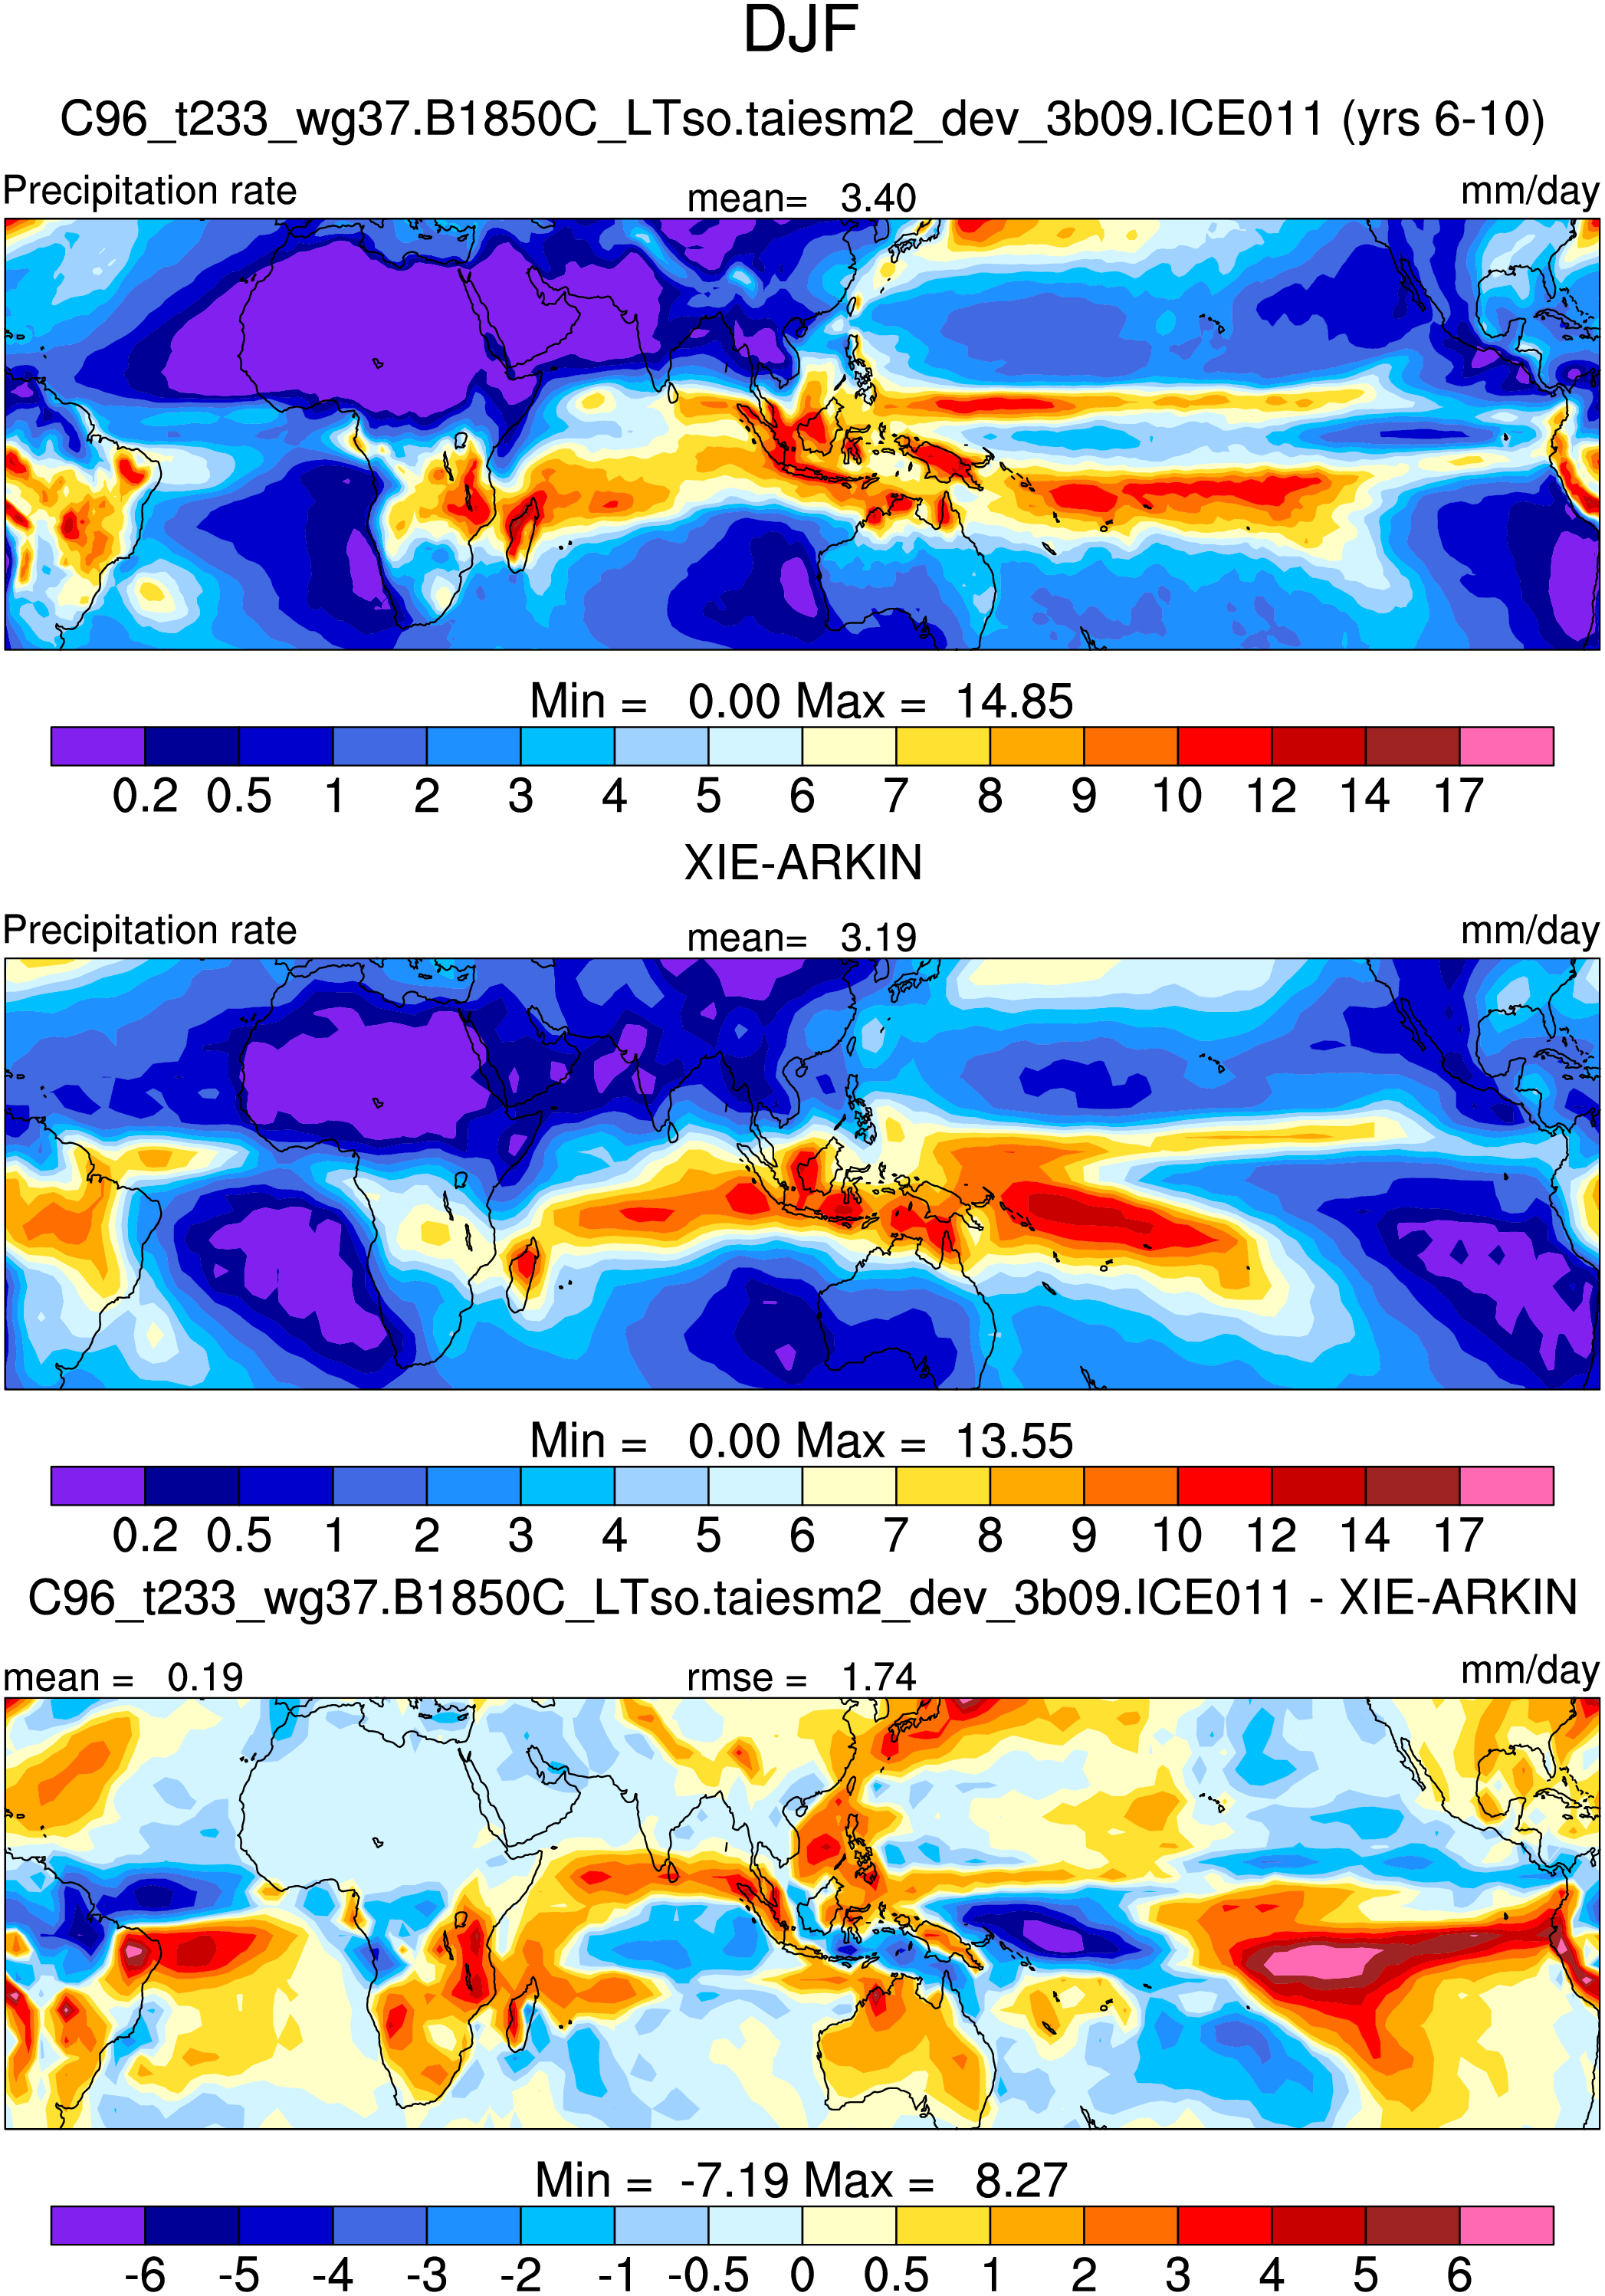 DJF
C96_t233_wg37.B1850C_LTso.taiesm2_dev_3b09.ICE011 (yrs 6-10)
Precipitation rate mean= 3.40 mm/day
Min = 0.00 Max = 14.85
0.2 0.5 1 2 3 4 5 6 7 8 9 10 12 14 17
XIE-ARKIN
Precipitation rate mean= 3.19 mm/day
Min = 0.00 Max = 13.55
0.2 0.5 1 2 3 4 5 6 7 8 9 10 12 14 17
C96_t233_wg37.B1850C_LTso.taiesm2_dev_3b09.ICE011 - XIE-ARKIN
mean = 0.19 rmse = 1.74 mm/day
Min = -7.19 Max = 8.27
-6 -5 -4 -3 -2 -1 -0.5 0 0.5 1 2 3 4 5 6